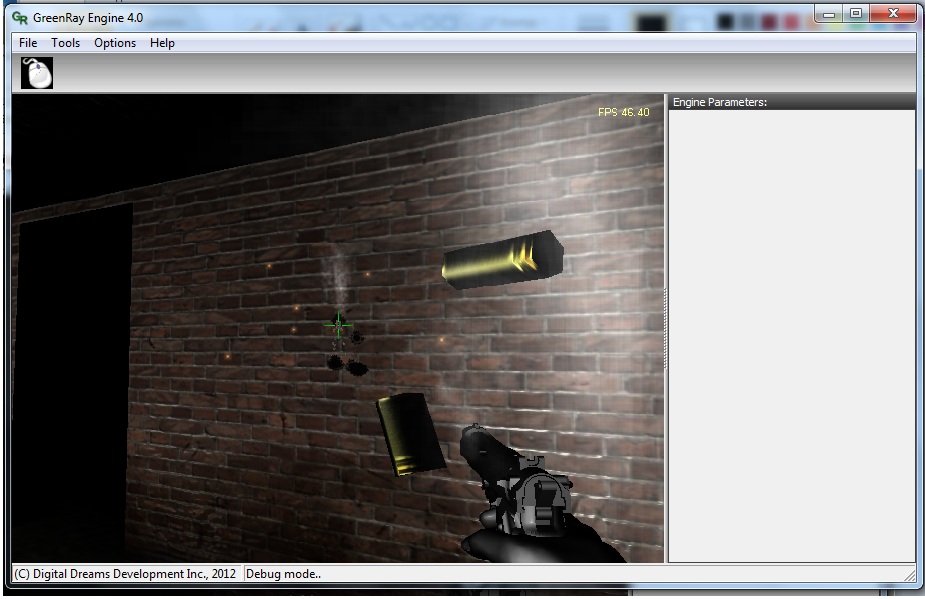 GR GreenRay Engine 4.0
File Tools Options Help
FPS 46.40
Engine Parameters:
(C) Digital Dreams Development Inc., 2012 Debug mode..